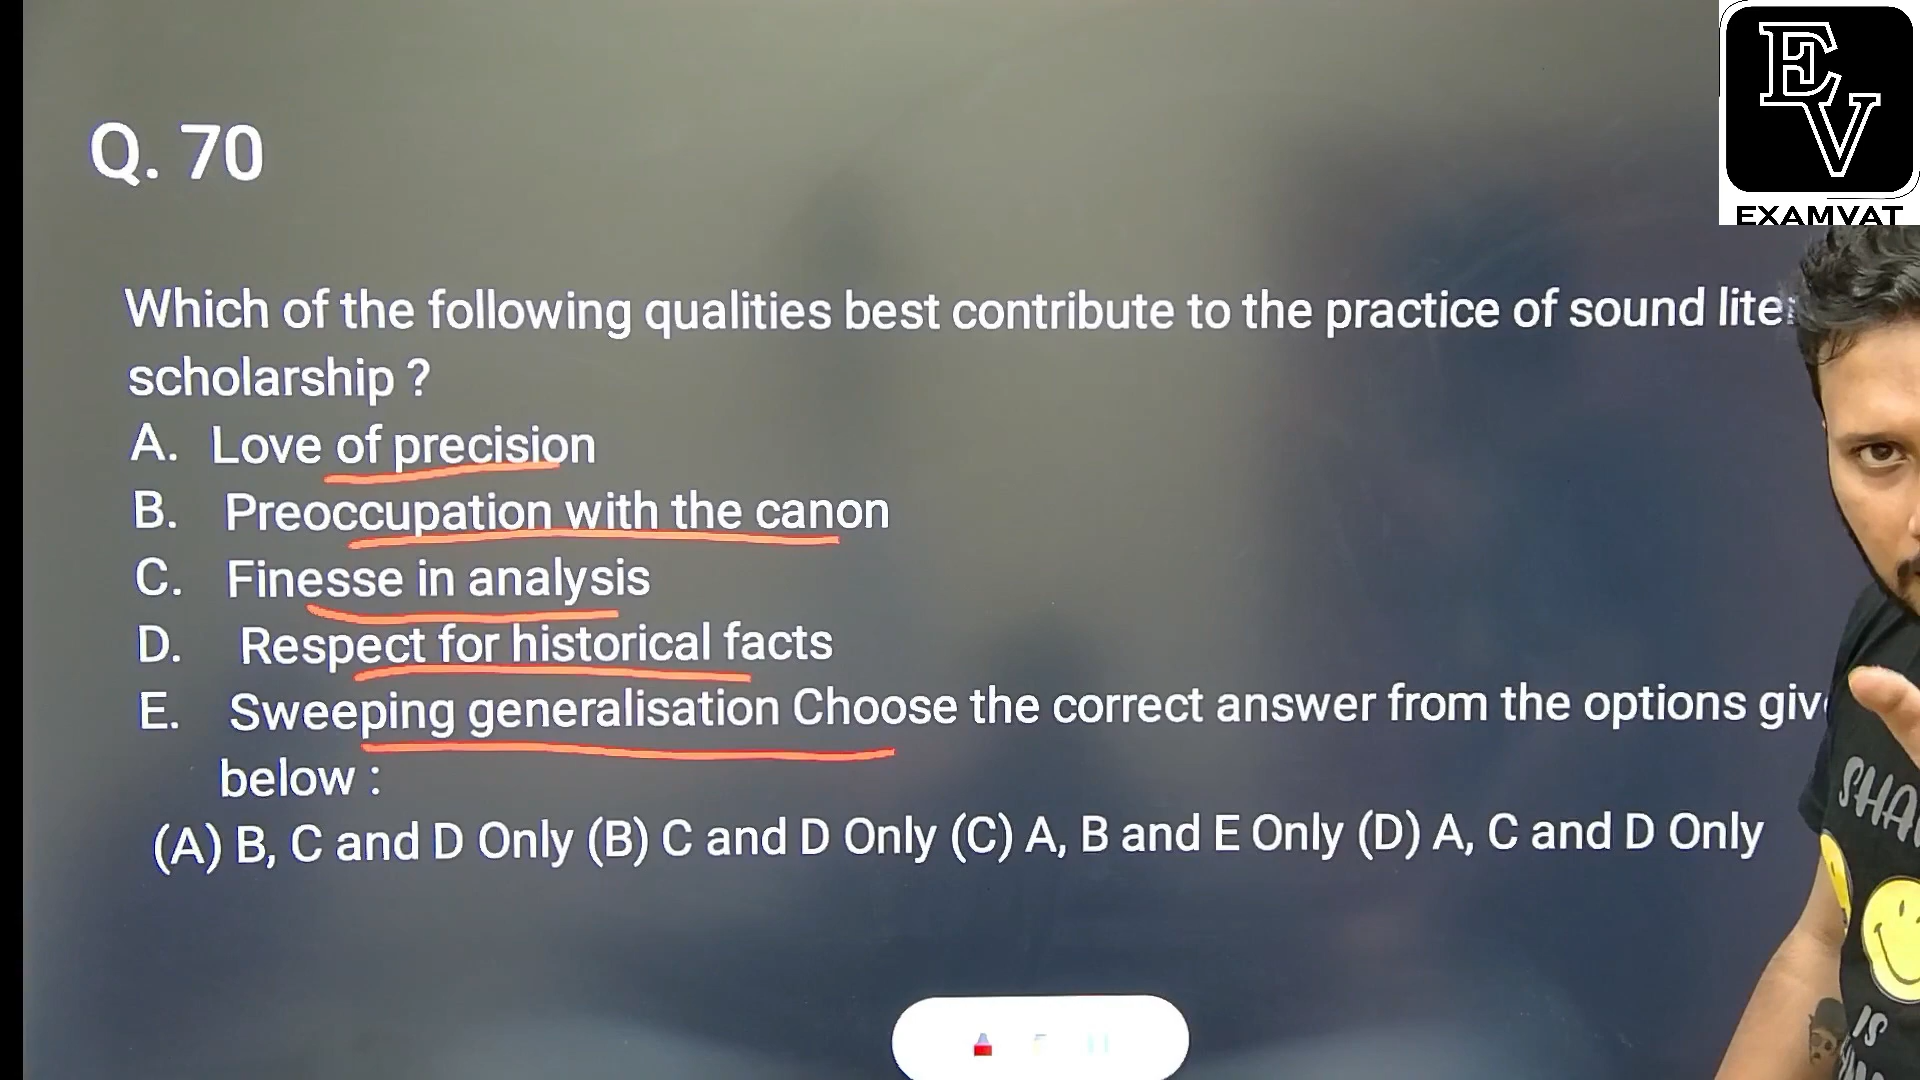 EV
EXAMVAT
Q. 70
Which of the following qualities best contribute to the practice of sound
scholarship ?
A. Love of precision
B. Preoccupation with the canon
C. Finesse in analysis
D. Respect for historical facts
E. Sweeping generalisation Choose the correct answer from the options
below :
(A) B, C and D Only (B) C and D Only (C) A, B and E Only (D) A, C and D Only
IS